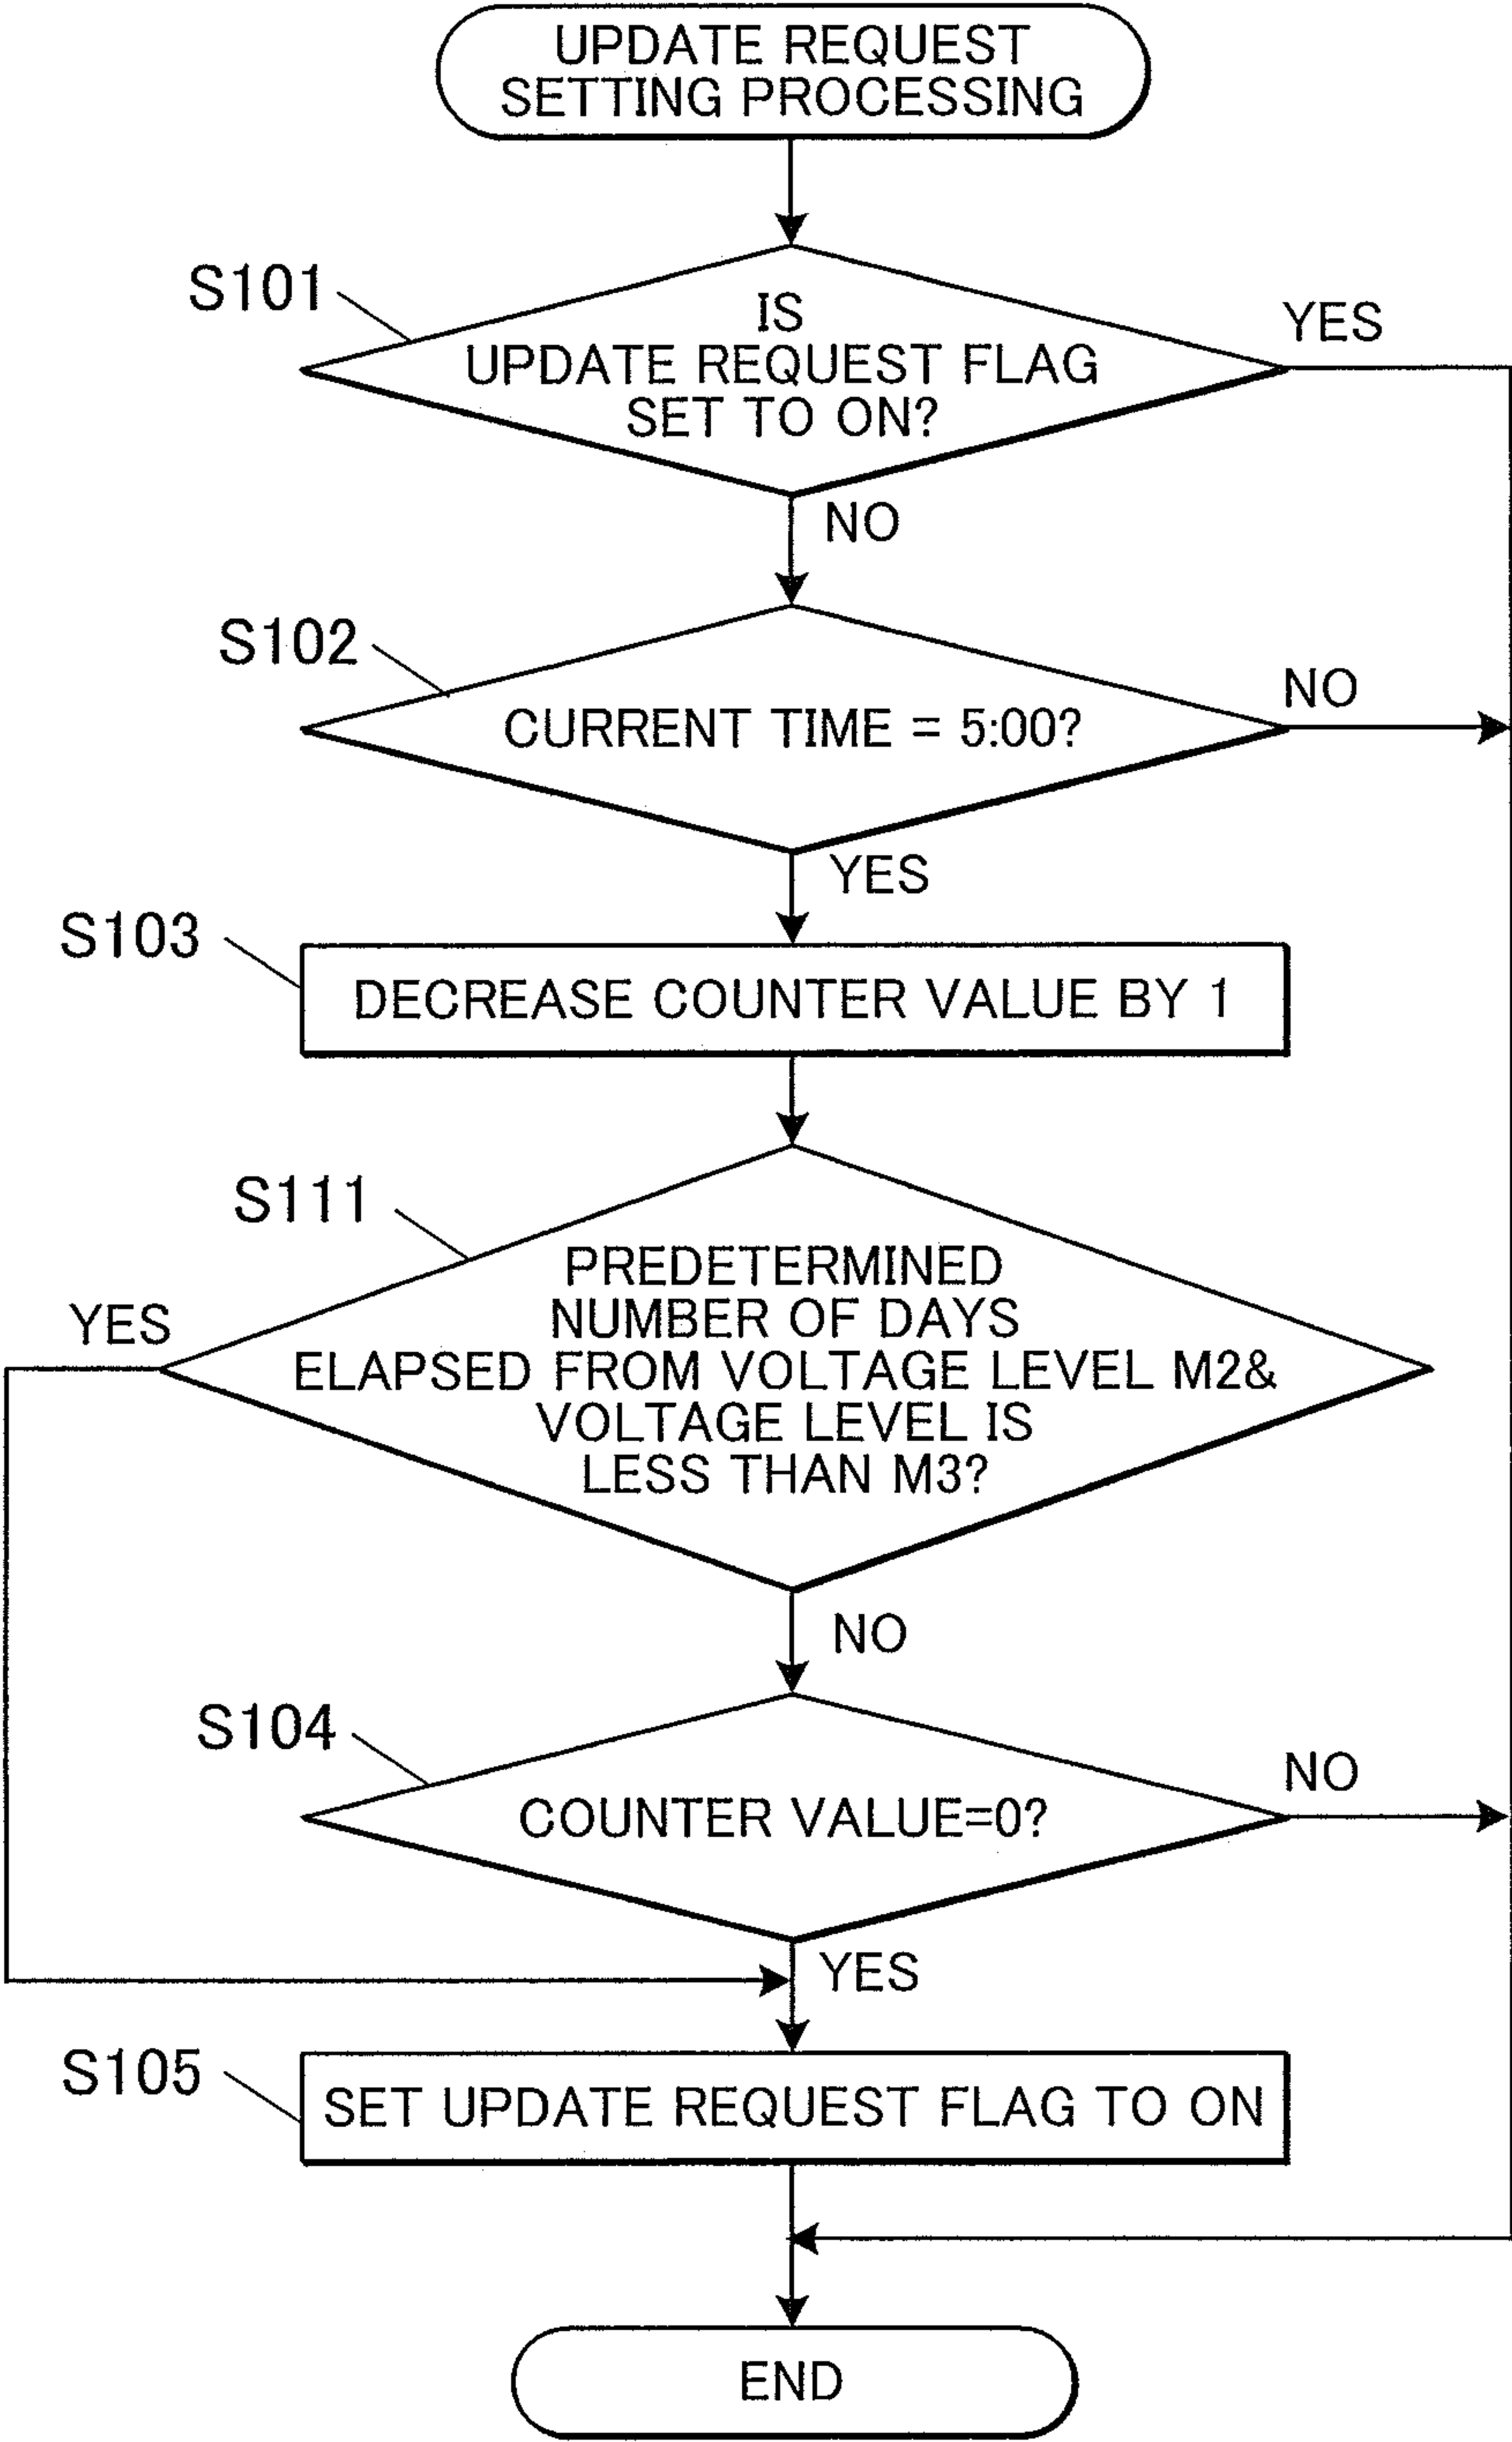 UPDATE REQUEST
SETTING PROCESSING
S101
IS
UPDATE REQUEST FLAG
SET TO ON?
YES
NO
S102
CURRENT TIME = 5:00?
NO
YES
S103
DECREASE COUNTER VALUE BY 1
S111
PREDETERMINED
NUMBER OF DAYS
ELAPSED FROM VOLTAGE LEVEL M2&
VOLTAGE LEVEL IS
LESS THAN M3?
YES
NO
S104
COUNTER VALUE=0?
NO
YES
S105
SET UPDATE REQUEST FLAG TO ON
END